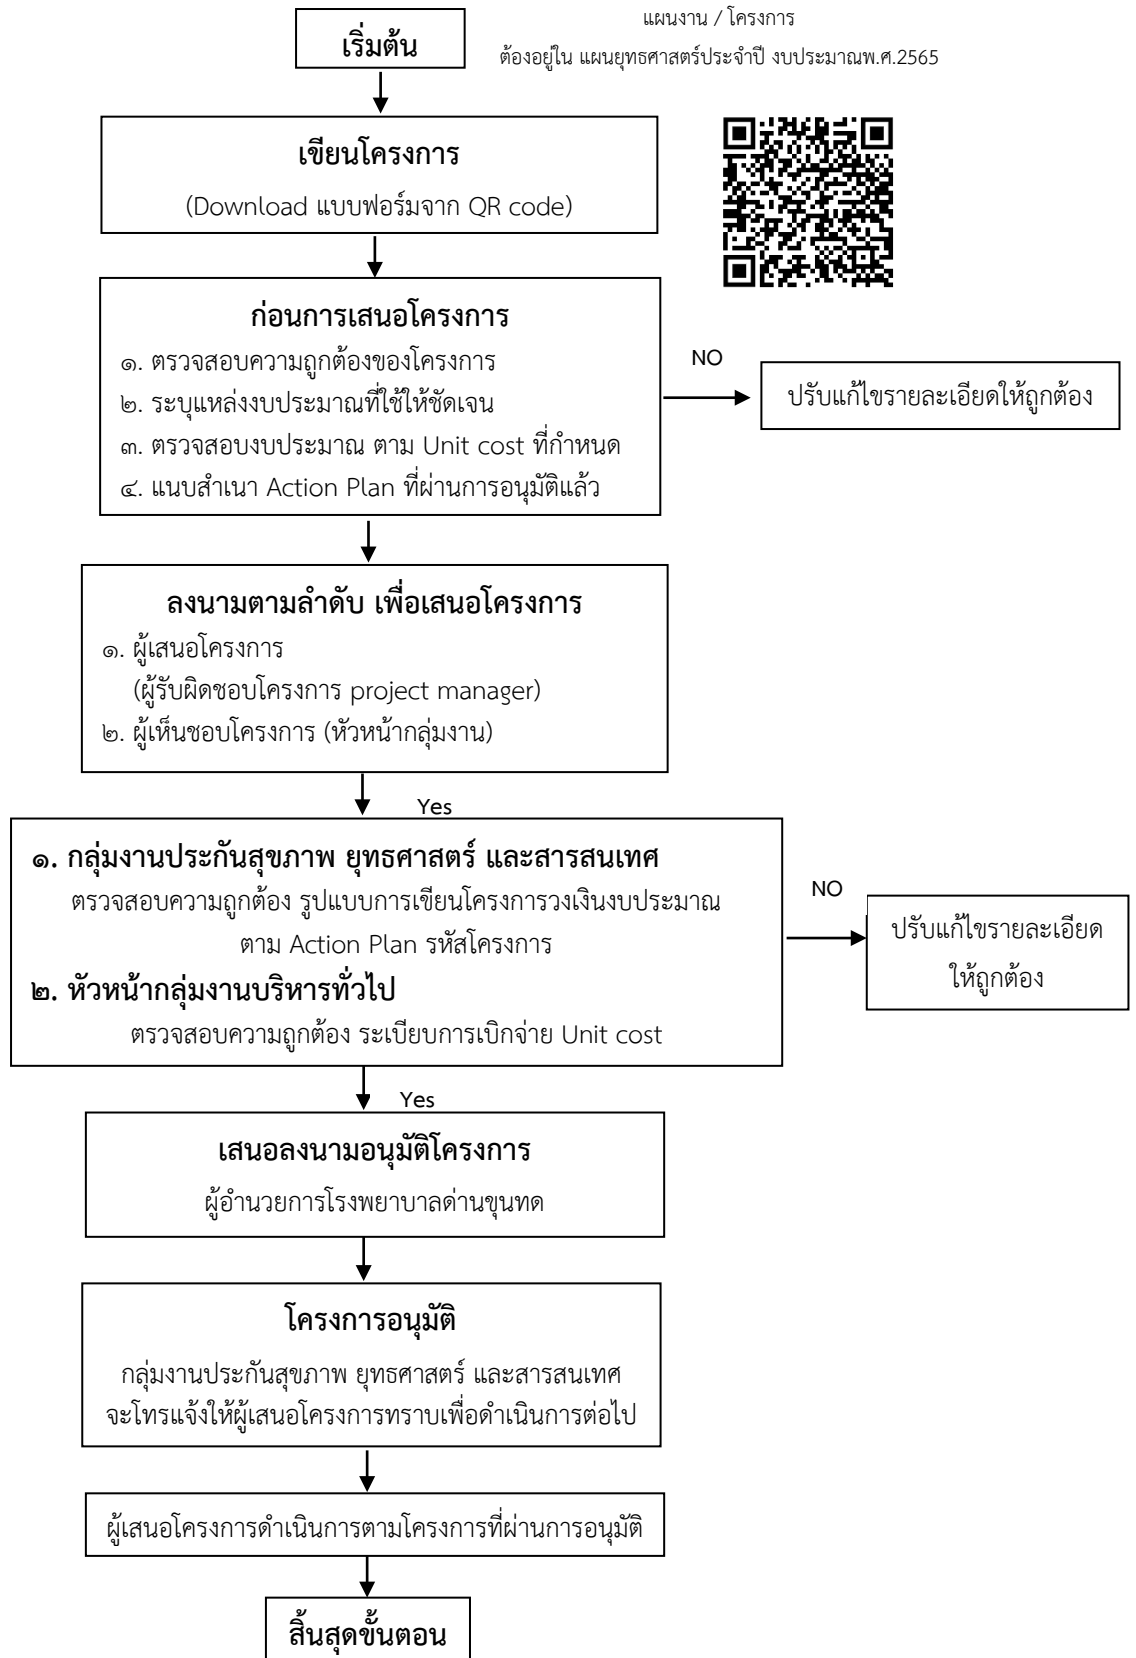 แผนงาน / โครงการ
เริ่มต้น
ต้องอยู่ใน แผนยุทธศาสตร์ประจำปี งบประมาณพ.ศ.2565
เขียนโครงการ
(Download แบบฟอร์มจาก QR code)
ก่อนการเสนอโครงการ
๑. ตรวจสอบความถูกต้องของโครงการ
๒. ระบุแหล่งงบประมาณที่ใช้ให้ชัดเจน
๓. ตรวจสอบงบประมาณ ตาม Unit cost ที่กำหนด
๔. แนบสำเนา Action Plan ที่ผ่านการอนุมัติแล้ว
NO
ปรับแก้ไขรายละเอียดให้ถูกต้อง
ลงนามตามลำดับ เพื่อเสนอโครงการ
๑. ผู้เสนอโครงการ
(ผู้รับผิดชอบโครงการ project manager)
๒. ผู้เห็นชอบโครงการ (หัวหน้ากลุ่มงาน)
Yes
๑. กลุ่มงานประกันสุขภาพ ยุทธศาสตร์ และสารสนเทศ
ตรวจสอบความถูกต้อง รูปแบบการเขียนโครงการวงเงินงบประมาณ
ตาม Action Plan รหัสโครงการ
๒. หัวหน้ากลุ่มงานบริหารทั่วไป
ตรวจสอบความถูกต้อง ระเบียบการเบิกจ่าย Unit cost
NO
ปรับแก้ไขรายละเอียด
ให้ถูกต้อง
Yes
เสนอลงนามอนุมัติโครงการ
ผู้อำนวยการโรงพยาบาลด่านขุนทด
โครงการอนุมัติ
กลุ่มงานประกันสุขภาพ ยุทธศาสตร์ และสารสนเทศ
จะโทรแจ้งให้ผู้เสนอโครงการทราบเพื่อดำเนินการต่อไป
ผู้เสนอโครงการดำเนินการตามโครงการที่ผ่านการอนุมัติ
สิ้นสุดขั้นตอน